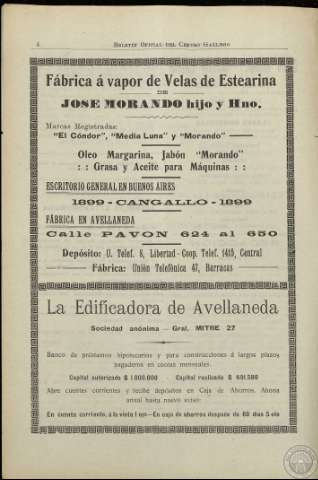 4 BOLETIN OFICIAL DEL CENTRO GALLEGO
Fábrica á vapor de Velas de Estearina
DE
JOSE MORANDO hijo y Hno.
Marcas Registradas:
"El Cóndor", "Media Luna" y "Morando"
Oleo Margarina, Jabón "Morando"
: : Grasa y Aceite para Máquinas : :
ESCRITORIO GENERAL EN BUENOS AIRES
1899 - CANGALLO - 1899
FÁBRICA EN AVELLANEDA
Calle PAVON 624 al 650
Depósito: U. Telef. 8, Libertad - Coop. Telef. 1415, Central
Fábrica: Unión Telefónica 47, Barracas
La Edificadora de Avellaneda
Sociedad anónima - Gral. MITRE 27
Banco de préstamos hipotecarios y para construcciones á largos plazos,
pagaderos en cuotas mensuales.
Capital autorizado $ 1.000.000 - Capital realizado $ 601.500
Abre cuentas corrientes y recibe depósitos en Caja de Ahorros. Abona
interés hasta nuevo aviso:
En cuenta corriente, á la vista 1 o/o - En caja de ahorros después de 60 días 5 o/o